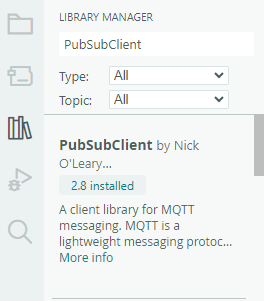 LIBRARY MANAGER
PubSubClient
Type: All
Topic: All
PubSubClient by Nick
O'Leary...
2.8 installed
A client library for MQTT
messaging. MQTT is a
lightweight messaging protoc...
More info